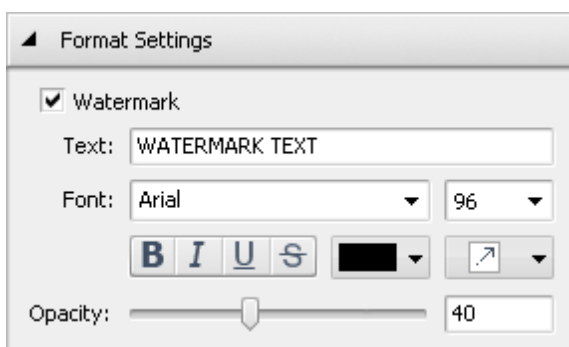 Format Settings
Watermark
Text: WATERMARK TEXT
Font: Arial 96
B I U S
Opacity: 40